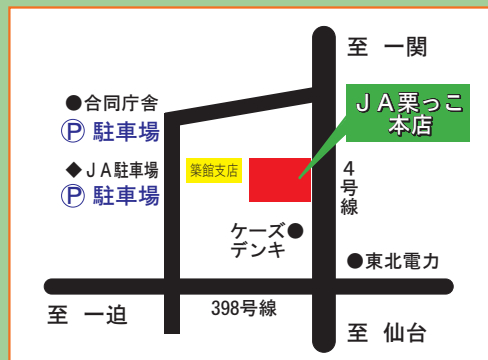 至 一関
JA栗っこ
本店
●合同庁舎
Ⓟ 駐車場
◆JA駐車場
Ⓟ 駐車場
築館支店
4号線
ケーズ●
デンキ
●東北電力
至 一迫
398号線
至 仙台